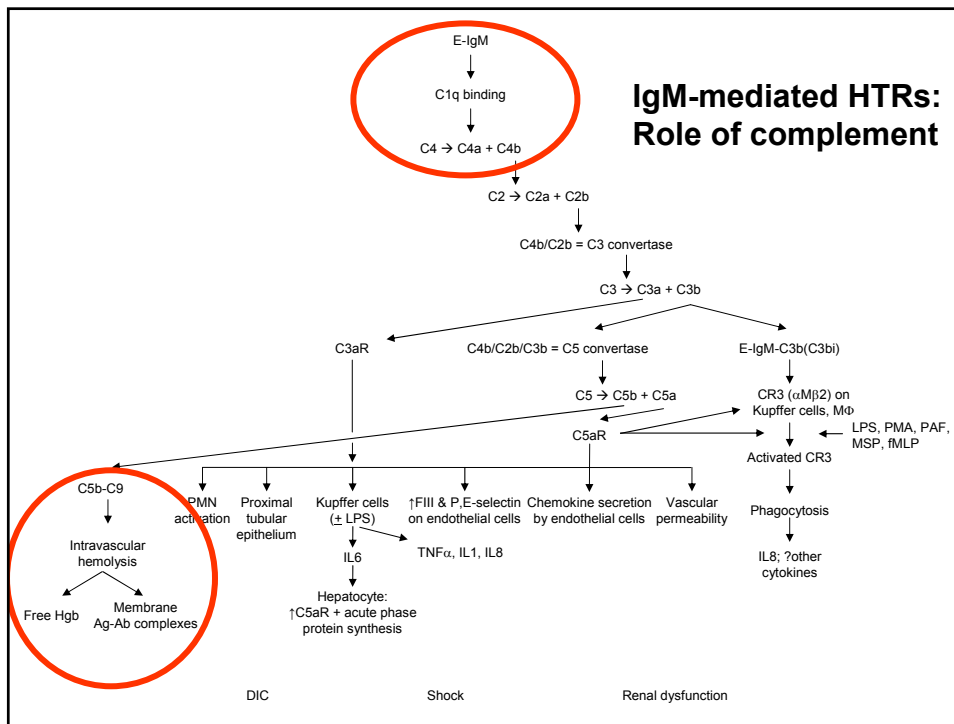 IgM-mediated HTRs:
Role of complement
E-IgM
C1q binding
C4 → C4a + C4b
C2 → C2a + C2b
C4b/C2b = C3 convertase
C3 → C3a + C3b
C3aR
C4b/C2b/C3b = C5 convertase
E-IgM-C3b(C3bi)
C5 → C5b + C5a
C5aR
CR3 (αMβ2) on
Kupffer cells, MΦ
LPS, PMA, PAF,
MSP, fMLP
Activated CR3
Phagocytosis
IL8; ?other
cytokines
C5b-C9
Intravascular
hemolysis
Free Hgb
Membrane
Ag-Ab complexes
PMN
activation
Proximal
tubular
epithelium
Kupffer cells
(± LPS)
IL6
TNFα, IL1, IL8
Hepatocyte:
↑C5aR + acute phase
protein synthesis
↑FIII & P,E-selectin
on endothelial cells
Chemokine secretion
by endothelial cells
Vascular
permeability
DIC
Shock
Renal dysfunction